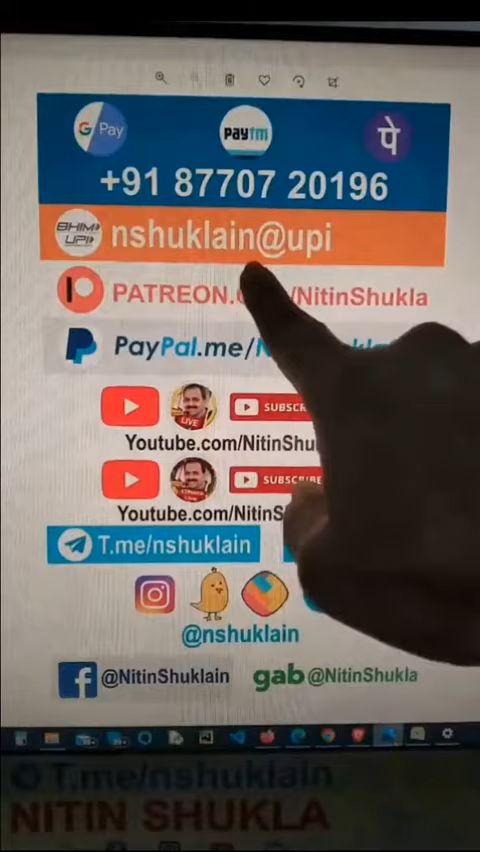 G Pay
paytm
पे
+91 87707 20196
BHIM UPI
nshuklain@upi
PATREON. /NitinShukla
PayPal.me/
LIVE
Youtube.com/NitinShu
SUBSCRIBE
Youtube.com/NitinS
T.me/nshuklain
@nshuklain
@NitinShuklain
gab @NitinShukla
T.me/nshuklain
NITIN SHUKLA